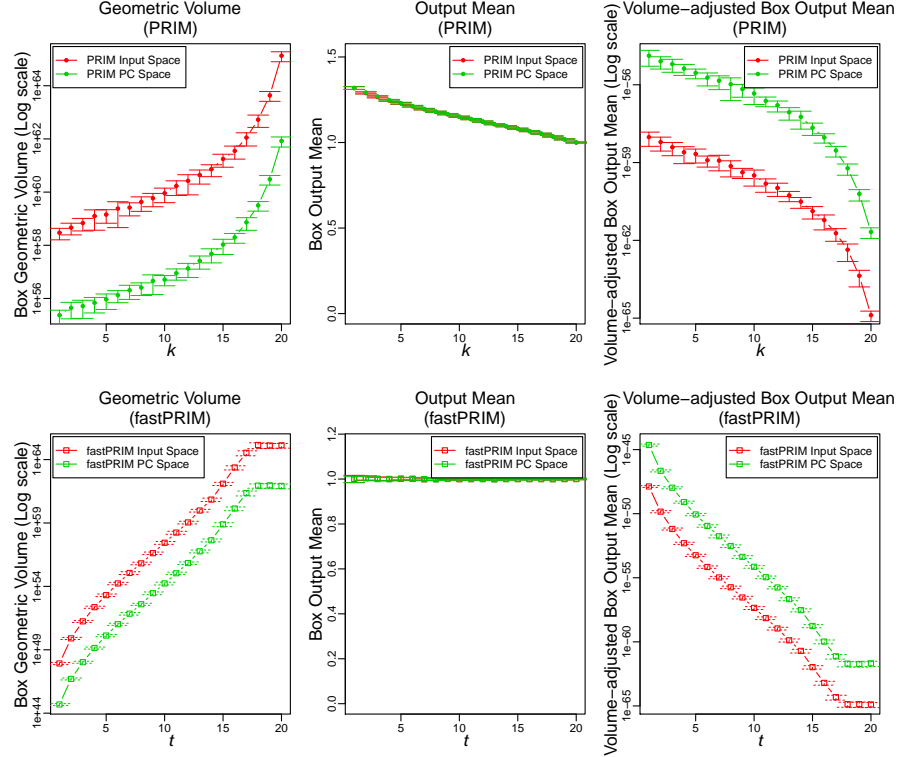 Geometric Volume
(PRIM)
Box Geometric Volume (Log scale)
1e+56
1e+58
1e+60
1e+62
1e+64
PRIM Input Space
PRIM PC Space
5
10
15
20
k
Output Mean
(PRIM)
Box Output Mean
0.0
0.5
1.0
1.5
PRIM Input Space
PRIM PC Space
5
10
15
20
k
Volume−adjusted Box Output Mean
(PRIM)
Volume−adjusted Box Output Mean (Log scale)
1e−65
1e−62
1e−59
1e−56
PRIM Input Space
PRIM PC Space
5
10
15
20
k
Geometric Volume
(fastPRIM)
Box Geometric Volume (Log scale)
1e+44
1e+49
1e+54
1e+59
1e+64
fastPRIM Input Space
fastPRIM PC Space
5
10
15
20
t
Output Mean
(fastPRIM)
Box Output Mean
0.0
0.2
0.4
0.6
0.8
1.0
1.2
fastPRIM Input Space
fastPRIM PC Space
5
10
15
20
t
Volume−adjusted Box Output Mean
(fastPRIM)
Volume−adjusted Box Output Mean (Log scale)
1e−65
1e−60
1e−55
1e−50
1e−45
fastPRIM Input Space
fastPRIM PC Space
5
10
15
20
t